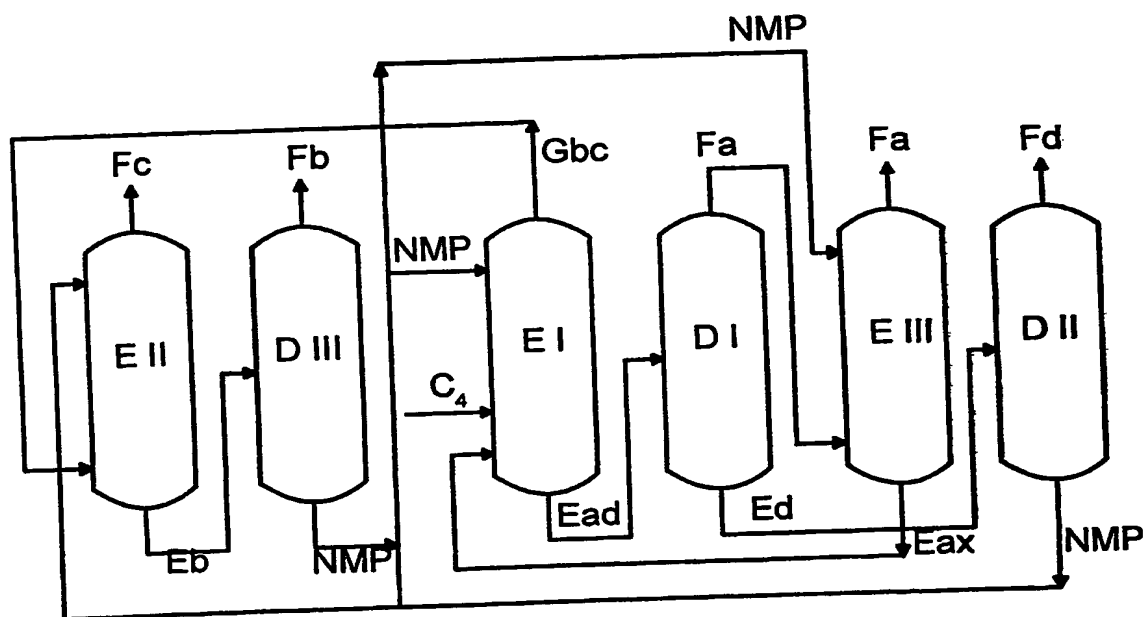 NMP
Gbc
Fa
Fa
Fd
Fc
Fb
NMP
E II
D III
E I
D I
E III
D II
C₄
Ead
Ed
Eax
NMP
Eb
NMP